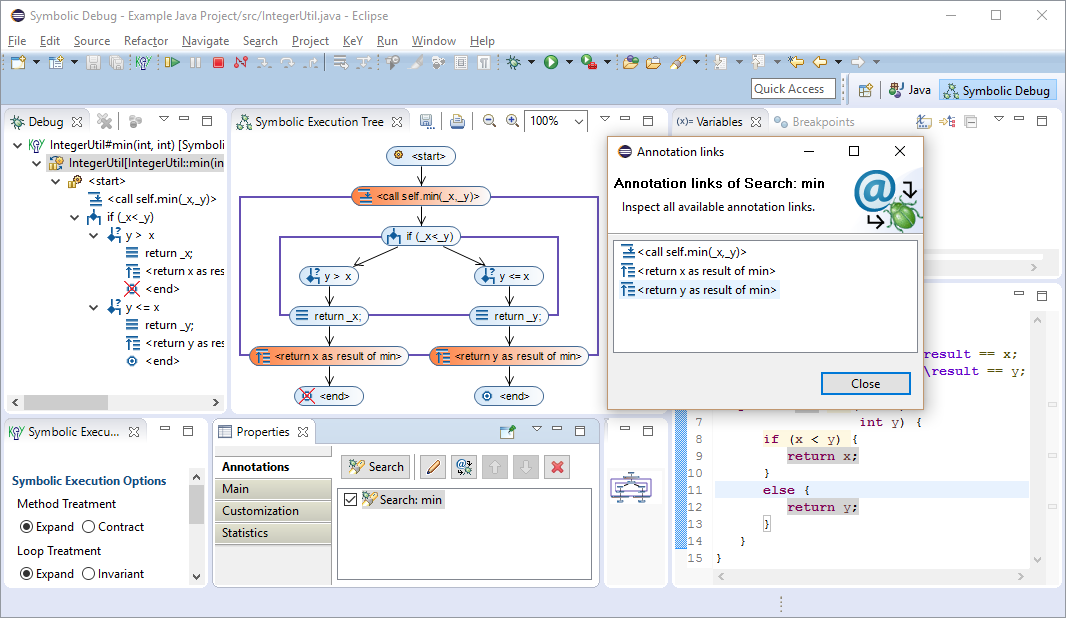 Symbolic Debug - Example Java Project/src/IntegerUtil.java - Eclipse
File Edit Source Refactor Navigate Search Project KeY Run Window Help
100%
Quick Access
Java
Symbolic Debug
Debug
IntegerUtil#min(int, int) [Symboli
IntegerUtil[IntegerUtil::min(in
<start>
<call self.min(_x,_y)>
if (_x<_y)
y > x
return _x;
<return x as res
<end>
y <= x
return _y;
<return y as res
<end>
Symbolic Execution Tree
<start>
<call self.min(_x,_y)>
if (_x<_y)
y > x
y <= x
return _x;
return _y;
<return x as result of min>
<return y as result of min>
<end>
<end>
(x)= Variables
Breakpoints
Annotation links
Annotation links of Search: min
Inspect all available annotation links.
<call self.min(_x,_y)>
<return x as result of min>
<return y as result of min>
Close
result == x;
\result == y;
7 int y) {
8 if (x < y) {
9 return x;
10 }
11 else {
12 return y;
13 }
14 }
15 }
Symbolic Execu...
Symbolic Execution Options
Method Treatment
Expand Contract
Loop Treatment
Expand Invariant
Properties
Annotations
Main
Customization
Statistics
Search
Search: min